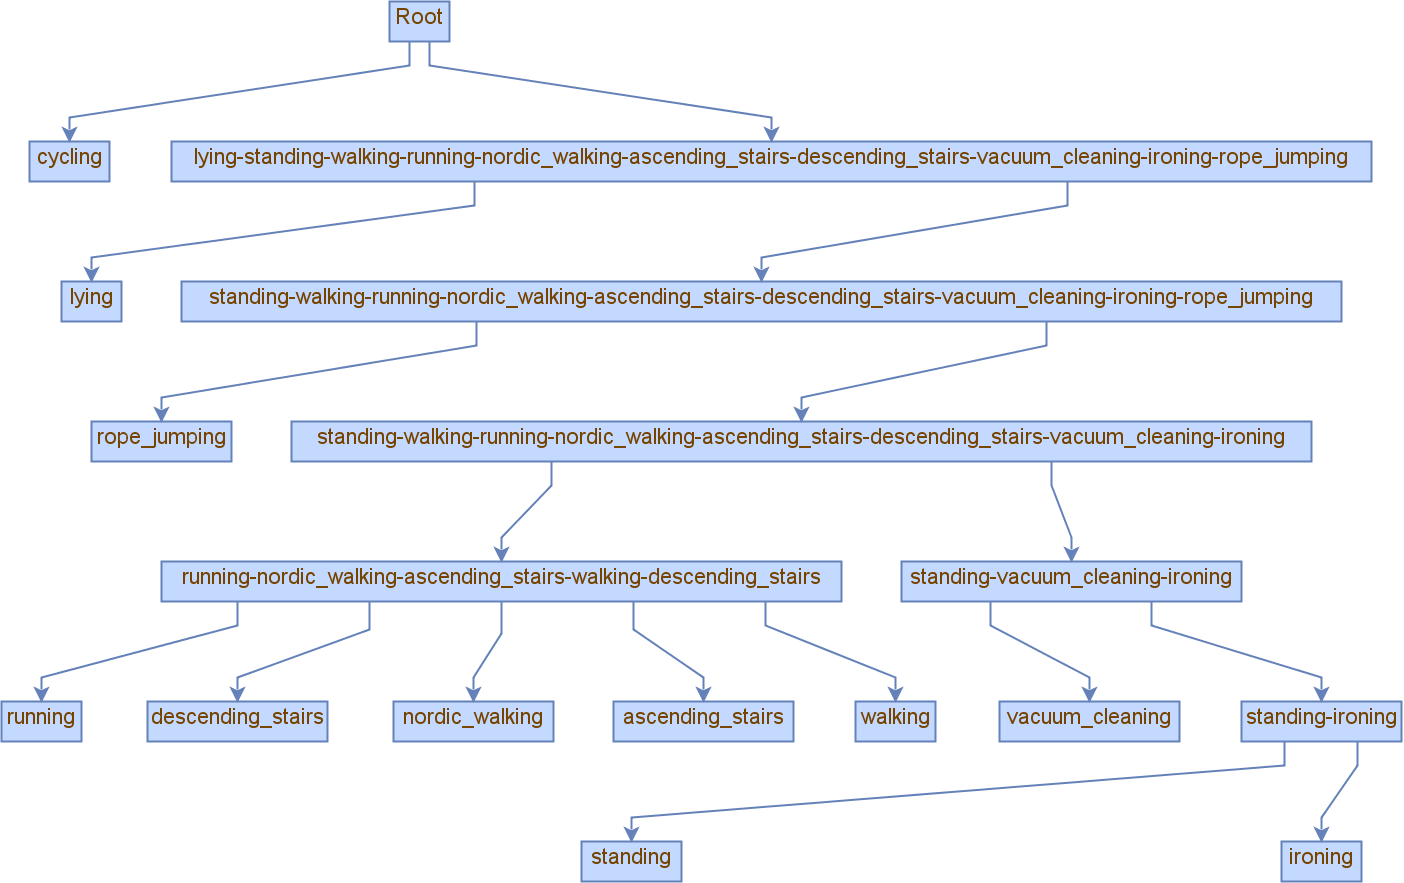 Root
cycling
lying-standing-walking-running-nordic_walking-ascending_stairs-descending_stairs-vacuum_cleaning-ironing-rope_jumping
lying
standing-walking-running-nordic_walking-ascending_stairs-descending_stairs-vacuum_cleaning-ironing-rope_jumping
rope_jumping
standing-walking-running-nordic_walking-ascending_stairs-descending_stairs-vacuum_cleaning-ironing
running-nordic_walking-ascending_stairs-walking-descending_stairs
standing-vacuum_cleaning-ironing
running
descending_stairs
nordic_walking
ascending_stairs
walking
vacuum_cleaning
standing-ironing
standing
ironing